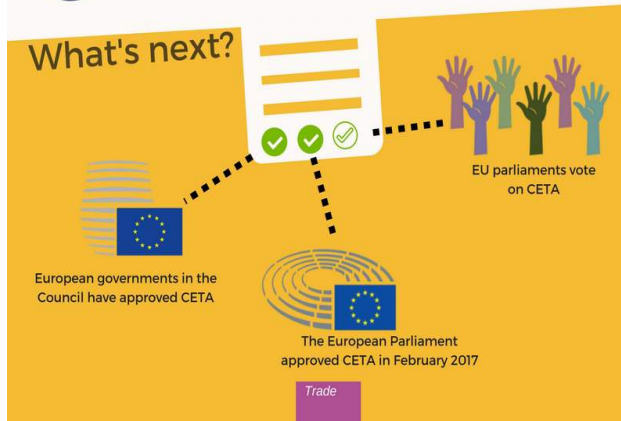 What's next?
EU parliaments vote
on CETA
European governments in the
Council have approved CETA
The European Parliament
approved CETA in February 2017
Trade